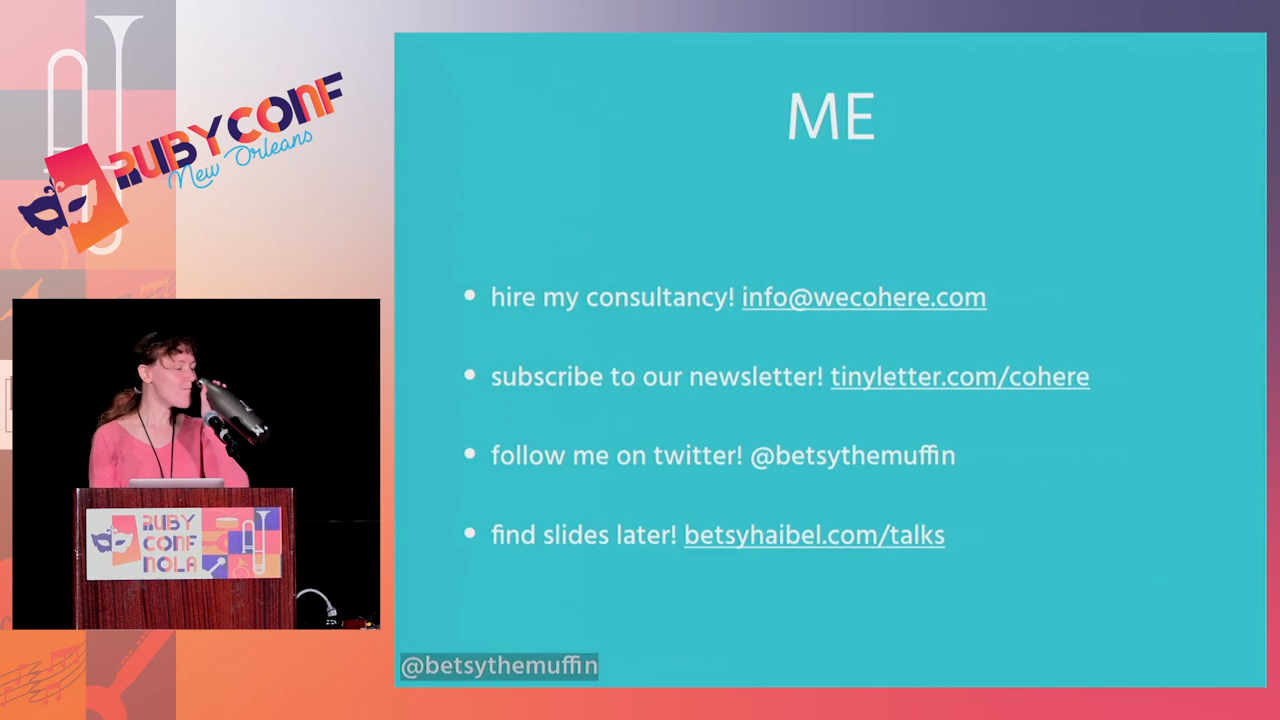 RUBY CONF
New Orleans
ME
hire my consultancy! info@wecohere.com
subscribe to our newsletter! tinyletter.com/cohere
follow me on twitter! @betsythemuffin
find slides later! betsyhaibel.com/talks
@betsythemuffin
RUBY
CONF
NOLA